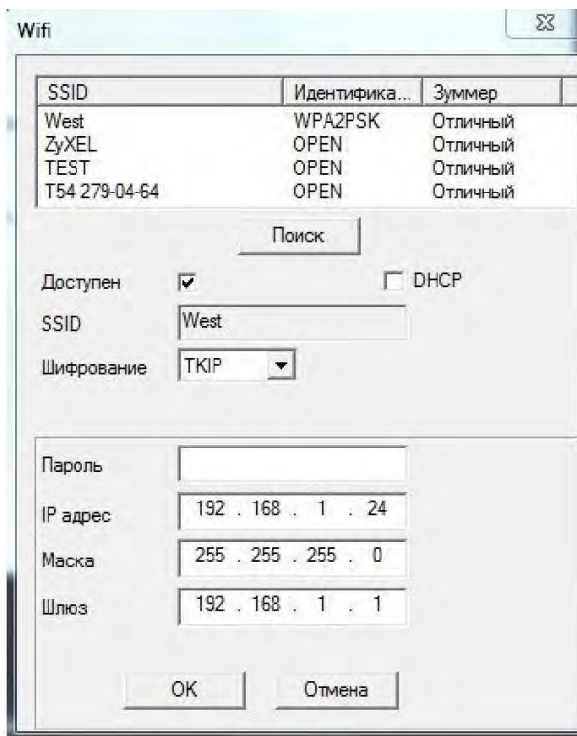 Wifi
SSID Идентифика... Зуммер
West WPA2PSK Отличный
ZyXEL OPEN Отличный
TEST OPEN Отличный
T54 279-04-64 OPEN Отличный
Поиск
Доступен DHCP
SSID West
Шифрование TKIP
Пароль
IP адрес 192 . 168 . 1 . 24
Маска 255 . 255 . 255 . 0
Шлюз 192 . 168 . 1 . 1
OK Отмена